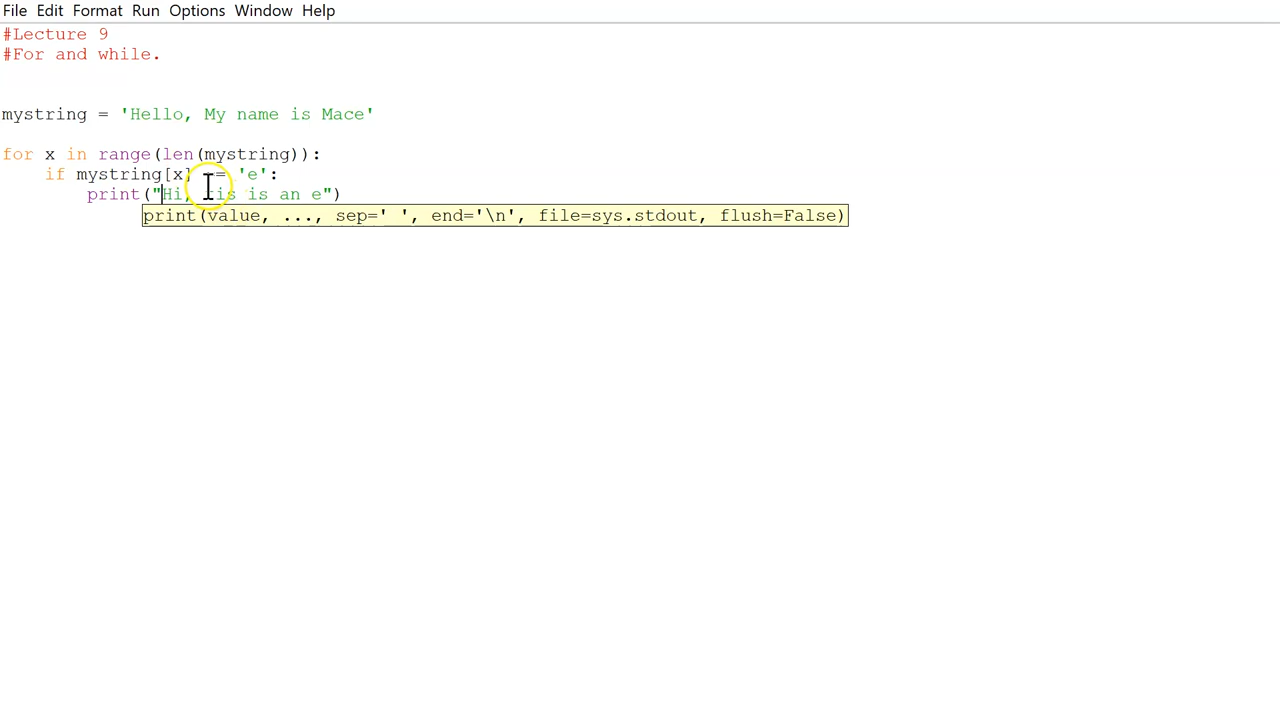 File Edit Format Run Options Window Help
#Lecture 9
#For and while.
mystring = 'Hello, My name is Mace'
for x in range(len(mystring)):
if mystring[x] == 'e':
print("Hi, tis is an e")
print(value, ..., sep=' ', end='\n', file=sys.stdout, flush=False)